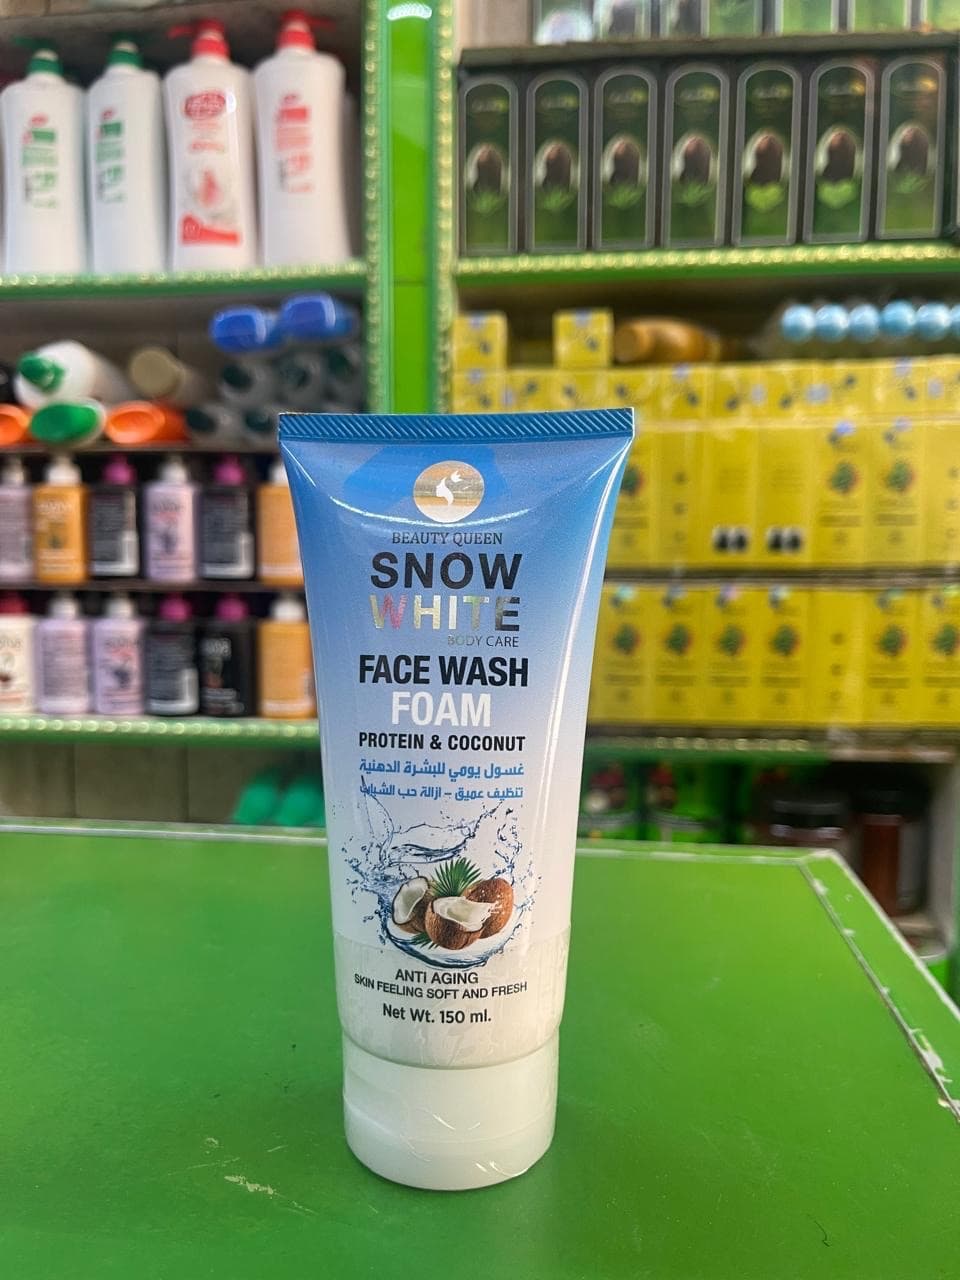 BEAUTY QUEEN
SNOW
WHITE
BODY CARE
FACE WASH
FOAM
PROTEIN & COCONUT
غسول يومي للبشرة الدهنية
تنظيف عميق - ازالة حب الشباب
ANTI AGING
SKIN FEELING SOFT AND FRESH
Net Wt. 150 ml.